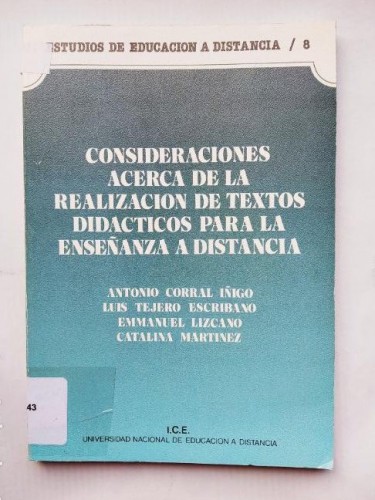 ESTUDIOS DE EDUCACION A DISTANCIA / 8
CONSIDERACIONES
ACERCA DE LA
REALIZACION DE TEXTOS
DIDACTICOS PARA LA
ENSEÑANZA A DISTANCIA
ANTONIO CORRAL IÑIGO
LUIS TEJERO ESCRIBANO
EMMANUEL LIZCANO
CATALINA MARTINEZ
43
I.C.E.
UNIVERSIDAD NACIONAL DE EDUCACION A DISTANCIA